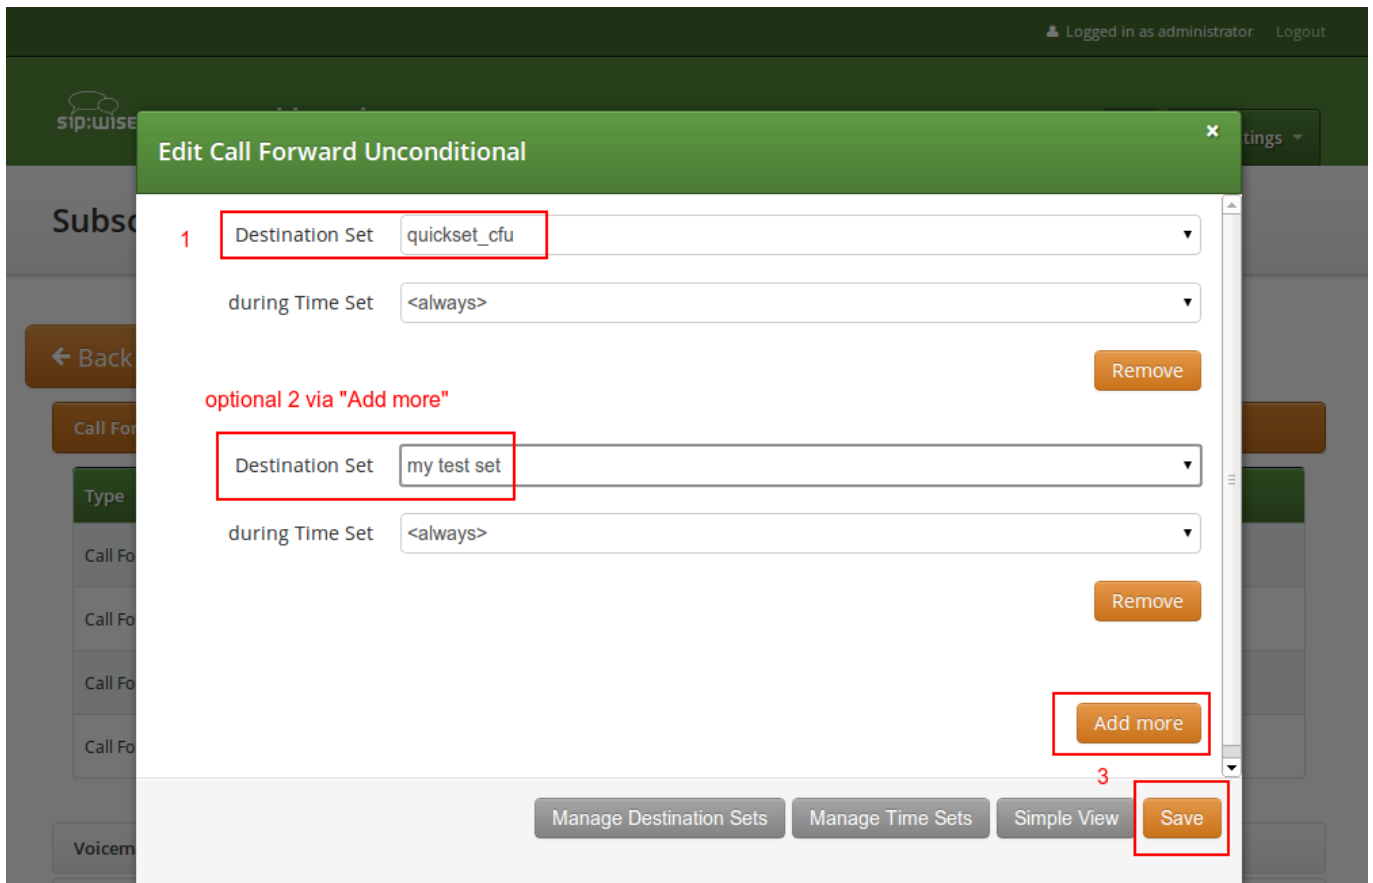 Logged in as administrator Logout
sip:wise
tings
Edit Call Forward Unconditional ×
Subsc
1 Destination Set quickset_cfu
during Time Set <always>
← Back
Remove
optional 2 via "Add more"
Call For
Destination Set my test set
Type
during Time Set <always>
Call Fo
Remove
Call Fo
Call Fo
Add more
Call Fo
3
Manage Destination Sets Manage Time Sets Simple View Save
Voicem